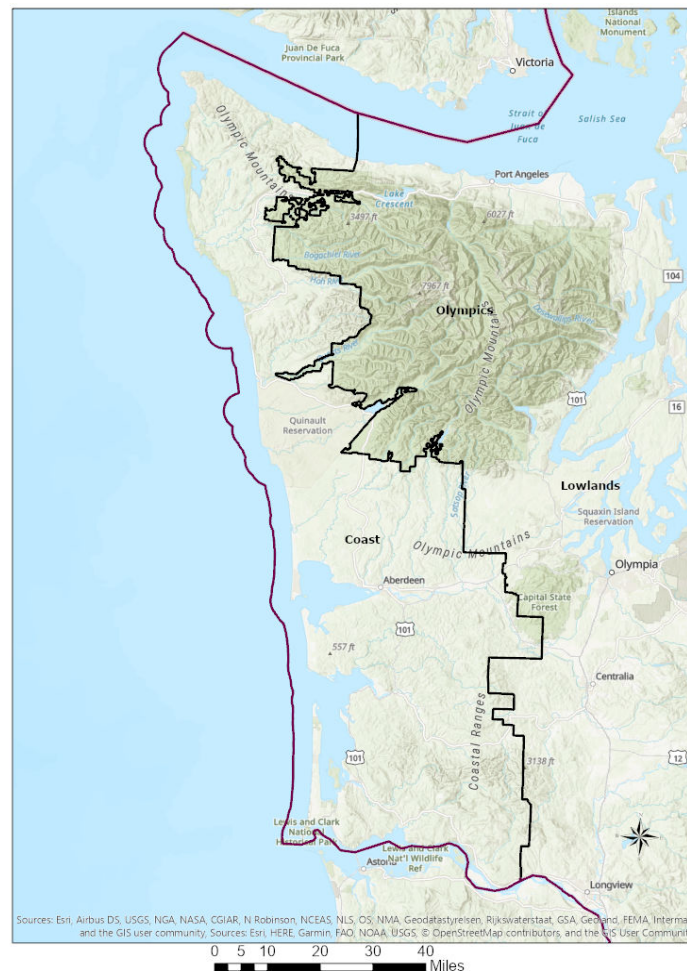 Islands
National
Monument
Juan De Fuca
Provincial Park
Victoria
Strait o
Juan de
Fuca
Salish Sea
Olympic Mountains
Port Angeles
Lake
Crescent
3497 ft
6027 ft
Bogachiel River
Hoh
7967 ft
104
Olympics
Olympic Mountains
101
16
Quinault
Reservation
Lowlands
Squaxin Island
Reservation
Satsop River
Coast
Olympic Mountains
Olympia
Aberdeen
Capital State
Forest
101
557 ft
Centralia
Coastal Ranges
101
12
3138 ft
Lewis and Clark
National
Historical Park
Lewis and Clark
Nat'l Wildlife
Ref
Astoria
Longview
Sources: Esri, Airbus DS, USGS, NGA, NASA, CGIAR, N Robinson, NCEAS, NLS, OS, NMA, Geodatastyrelsen, Rijkswaterstaat, GSA, Geoland, FEMA, Interma
and the GIS user community, Sources: Esri, HERE, Garmin, FAO, NOAA, USGS, © OpenStreetMap contributors, and the GIS User Communit
0 5 10 20 30 40
Miles